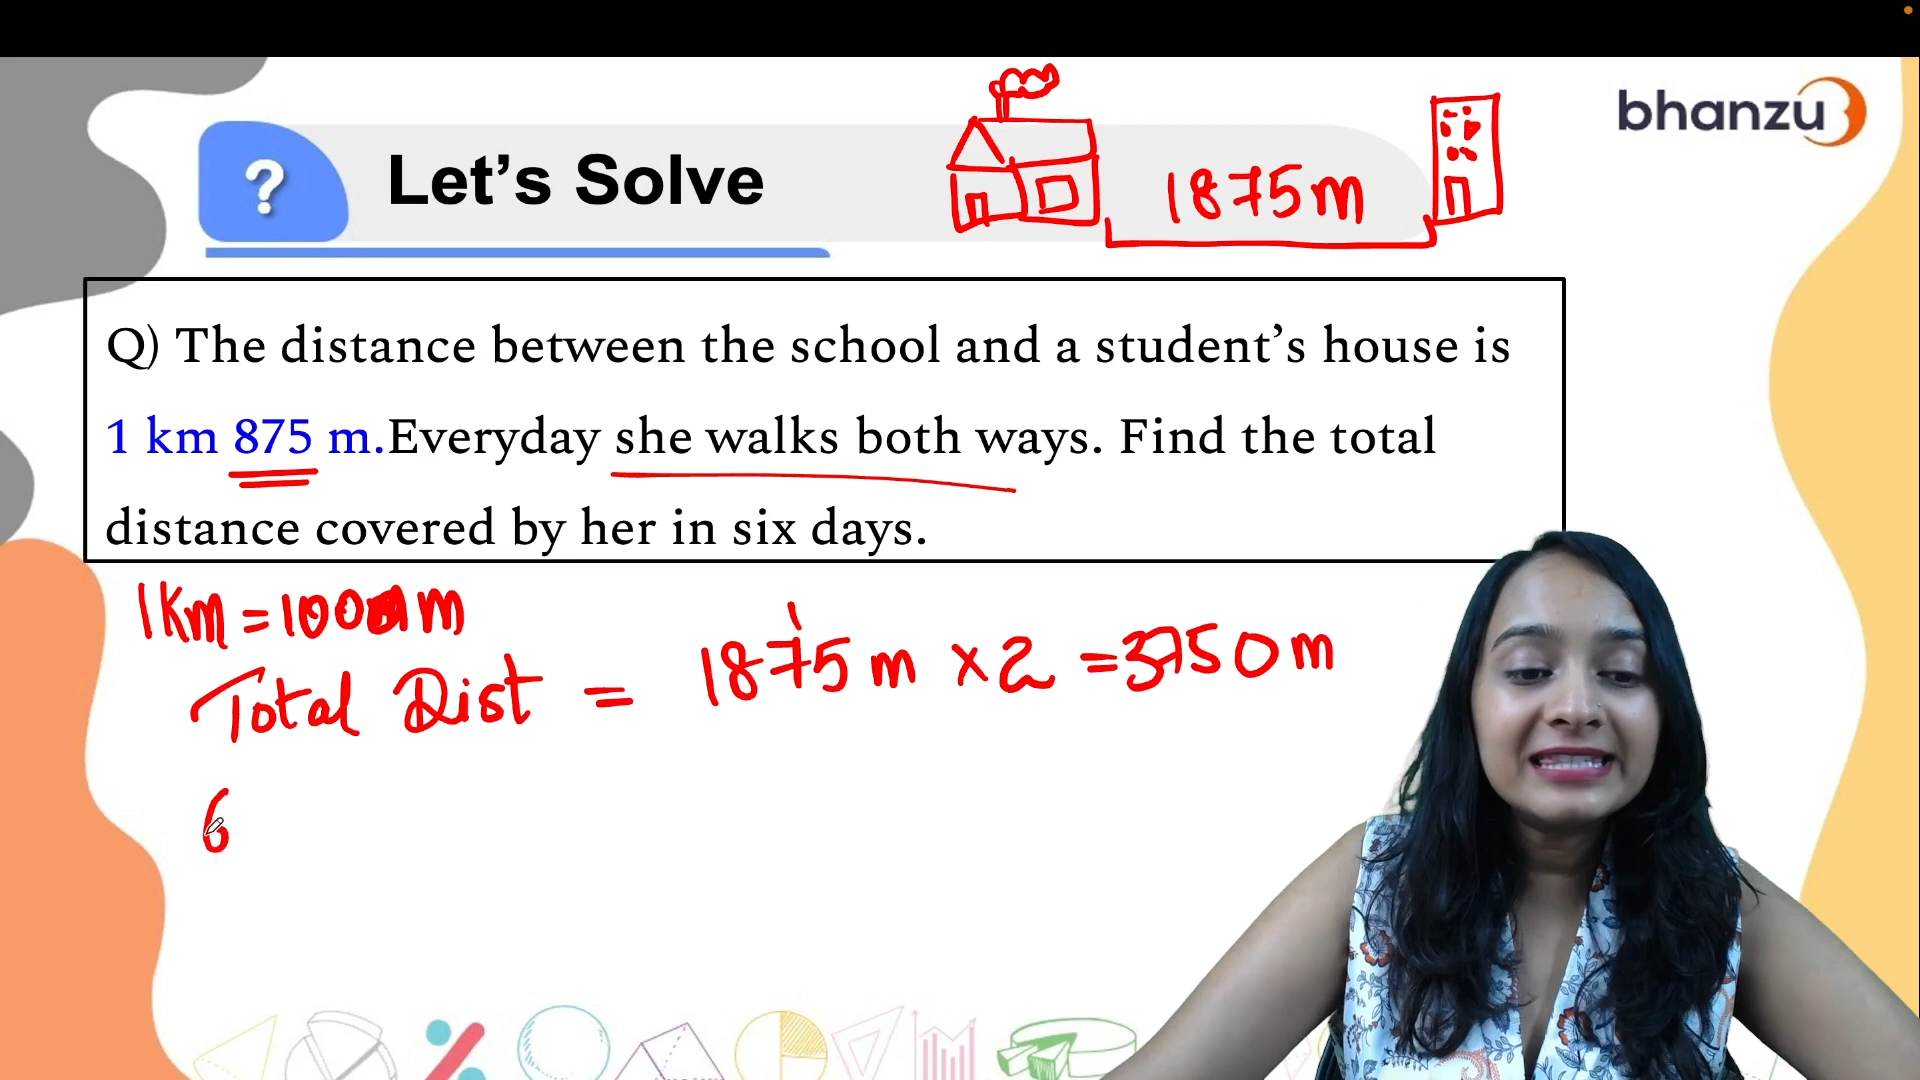 bhanzu
? Let’s Solve
1875m
Q) The distance between the school and a student’s house is
1 km 875 m.Everyday she walks both ways. Find the total
distance covered by her in six days.
1Km = 1000m
1
Total Dist = 1875 m × 2 = 3750 m
6